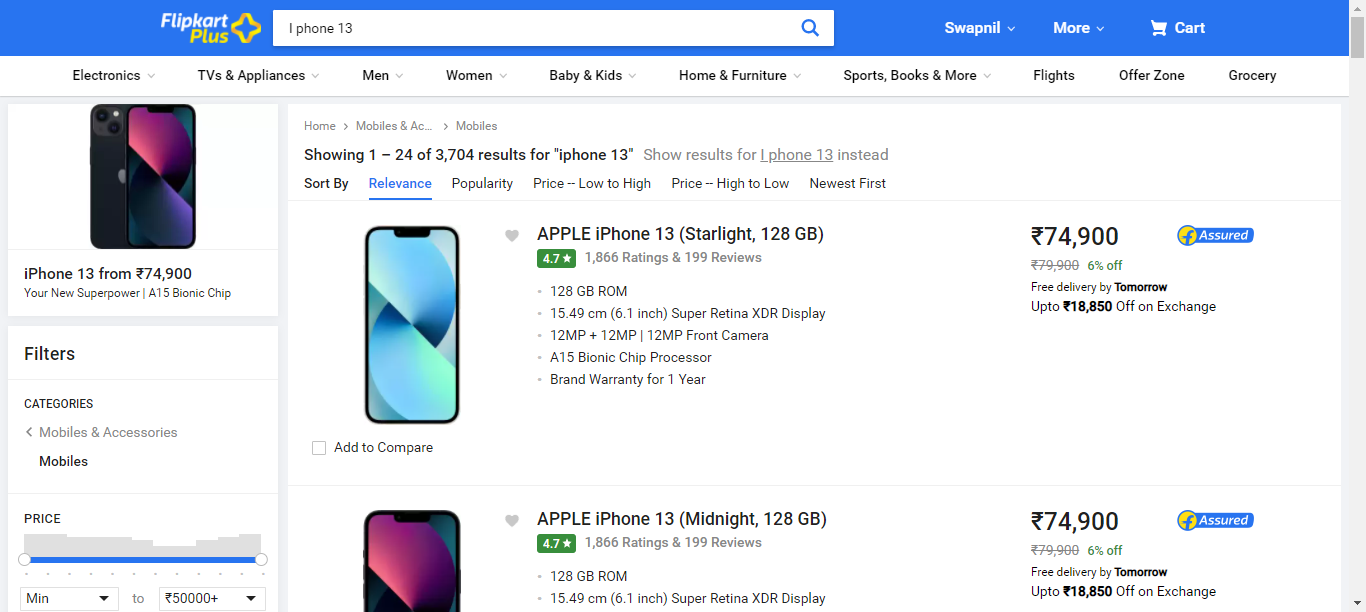 Flipkart
Plus
I phone 13
Swapnil
More
Cart
Electronics
TVs & Appliances
Men
Women
Baby & Kids
Home & Furniture
Sports, Books & More
Flights
Offer Zone
Grocery
iPhone 13 from ₹74,900
Your New Superpower | A15 Bionic Chip
Filters
CATEGORIES
Mobiles & Accessories
Mobiles
PRICE
Min
to
₹50000+
Home > Mobiles & Ac... > Mobiles
Showing 1 – 24 of 3,704 results for "iphone 13" Show results for I phone 13 instead
Sort By
Relevance
Popularity
Price -- Low to High
Price -- High to Low
Newest First
APPLE iPhone 13 (Starlight, 128 GB)
4.7★ 1,866 Ratings & 199 Reviews
128 GB ROM
15.49 cm (6.1 inch) Super Retina XDR Display
12MP + 12MP | 12MP Front Camera
A15 Bionic Chip Processor
Brand Warranty for 1 Year
₹74,900
Assured
₹79,900 6% off
Free delivery by Tomorrow
Upto ₹18,850 Off on Exchange
Add to Compare
APPLE iPhone 13 (Midnight, 128 GB)
4.7★ 1,866 Ratings & 199 Reviews
128 GB ROM
15.49 cm (6.1 inch) Super Retina XDR Display
₹74,900
Assured
₹79,900 6% off
Free delivery by Tomorrow
Upto ₹18,850 Off on Exchange